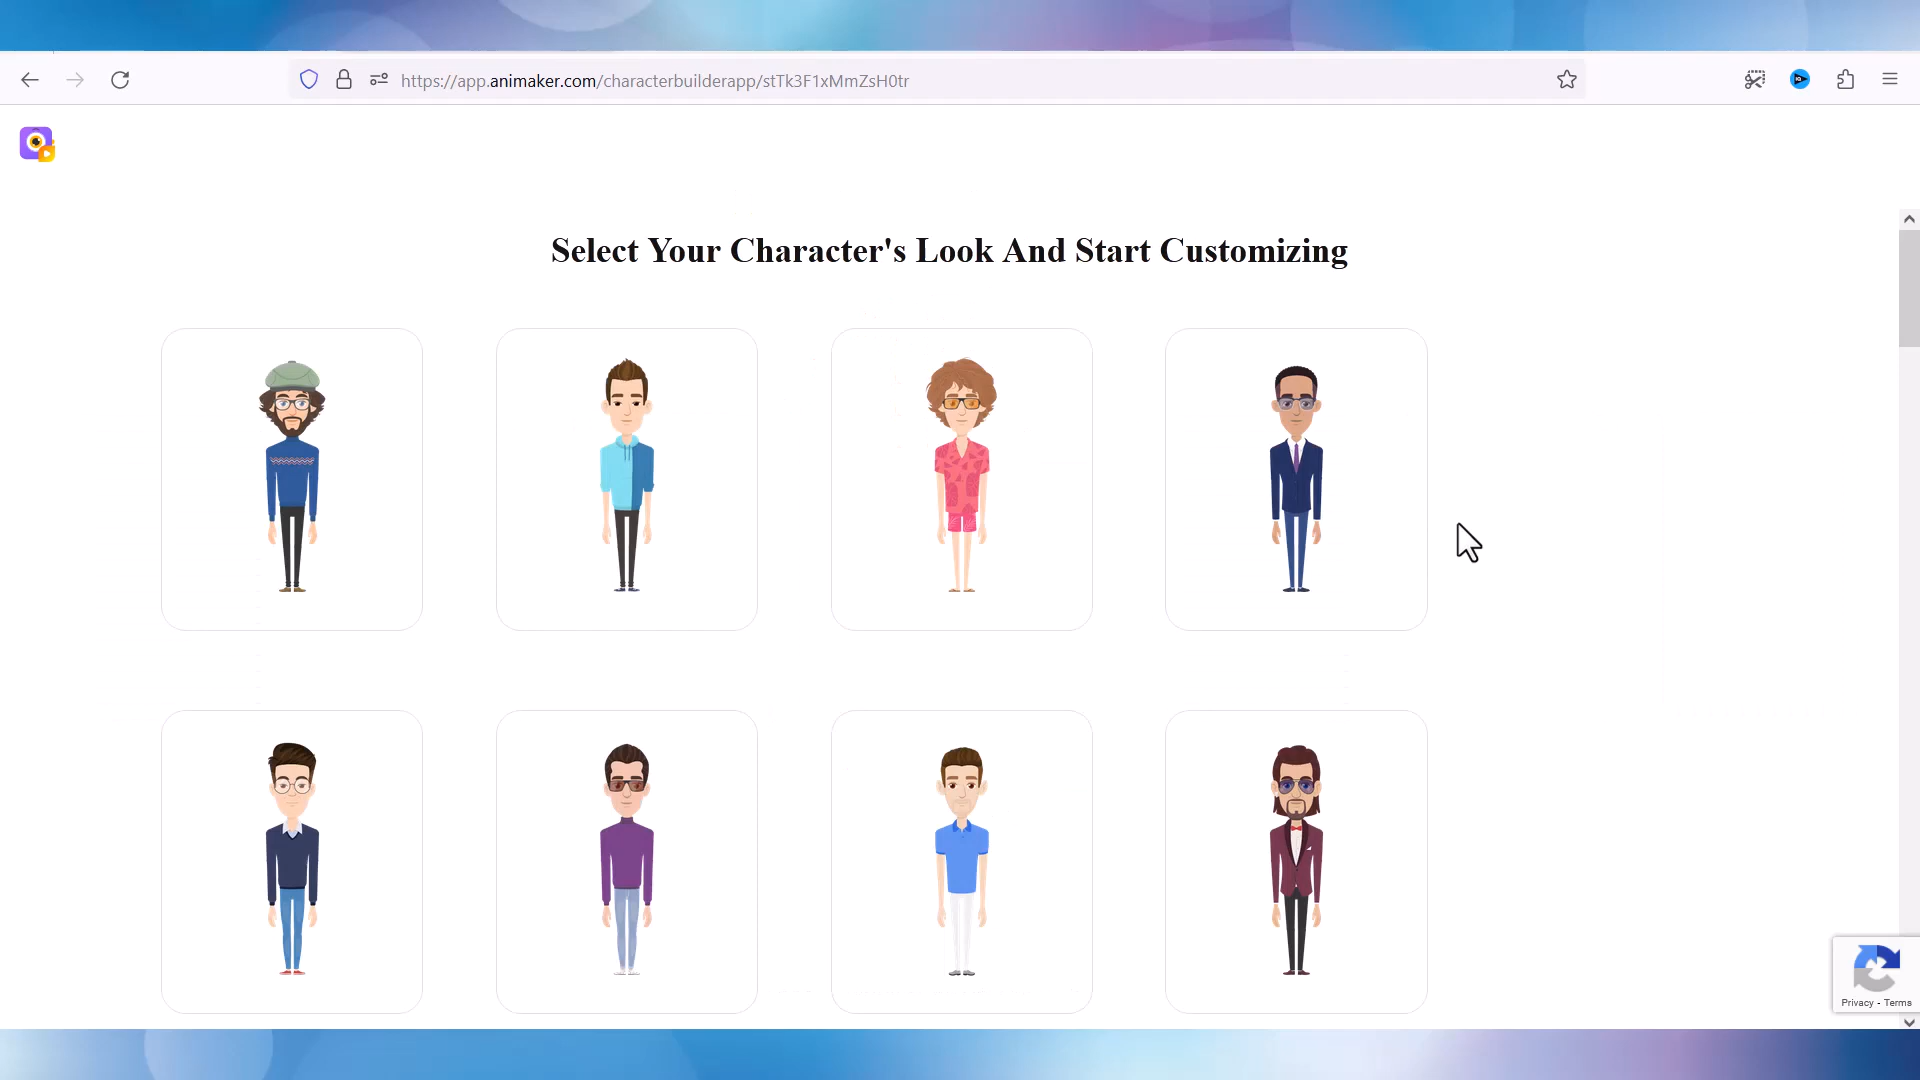 https://app.animaker.com/characterbuilderapp/stTk3F1xMmZsH0tr
Select Your Character's Look And Start Customizing
Privacy - Terms